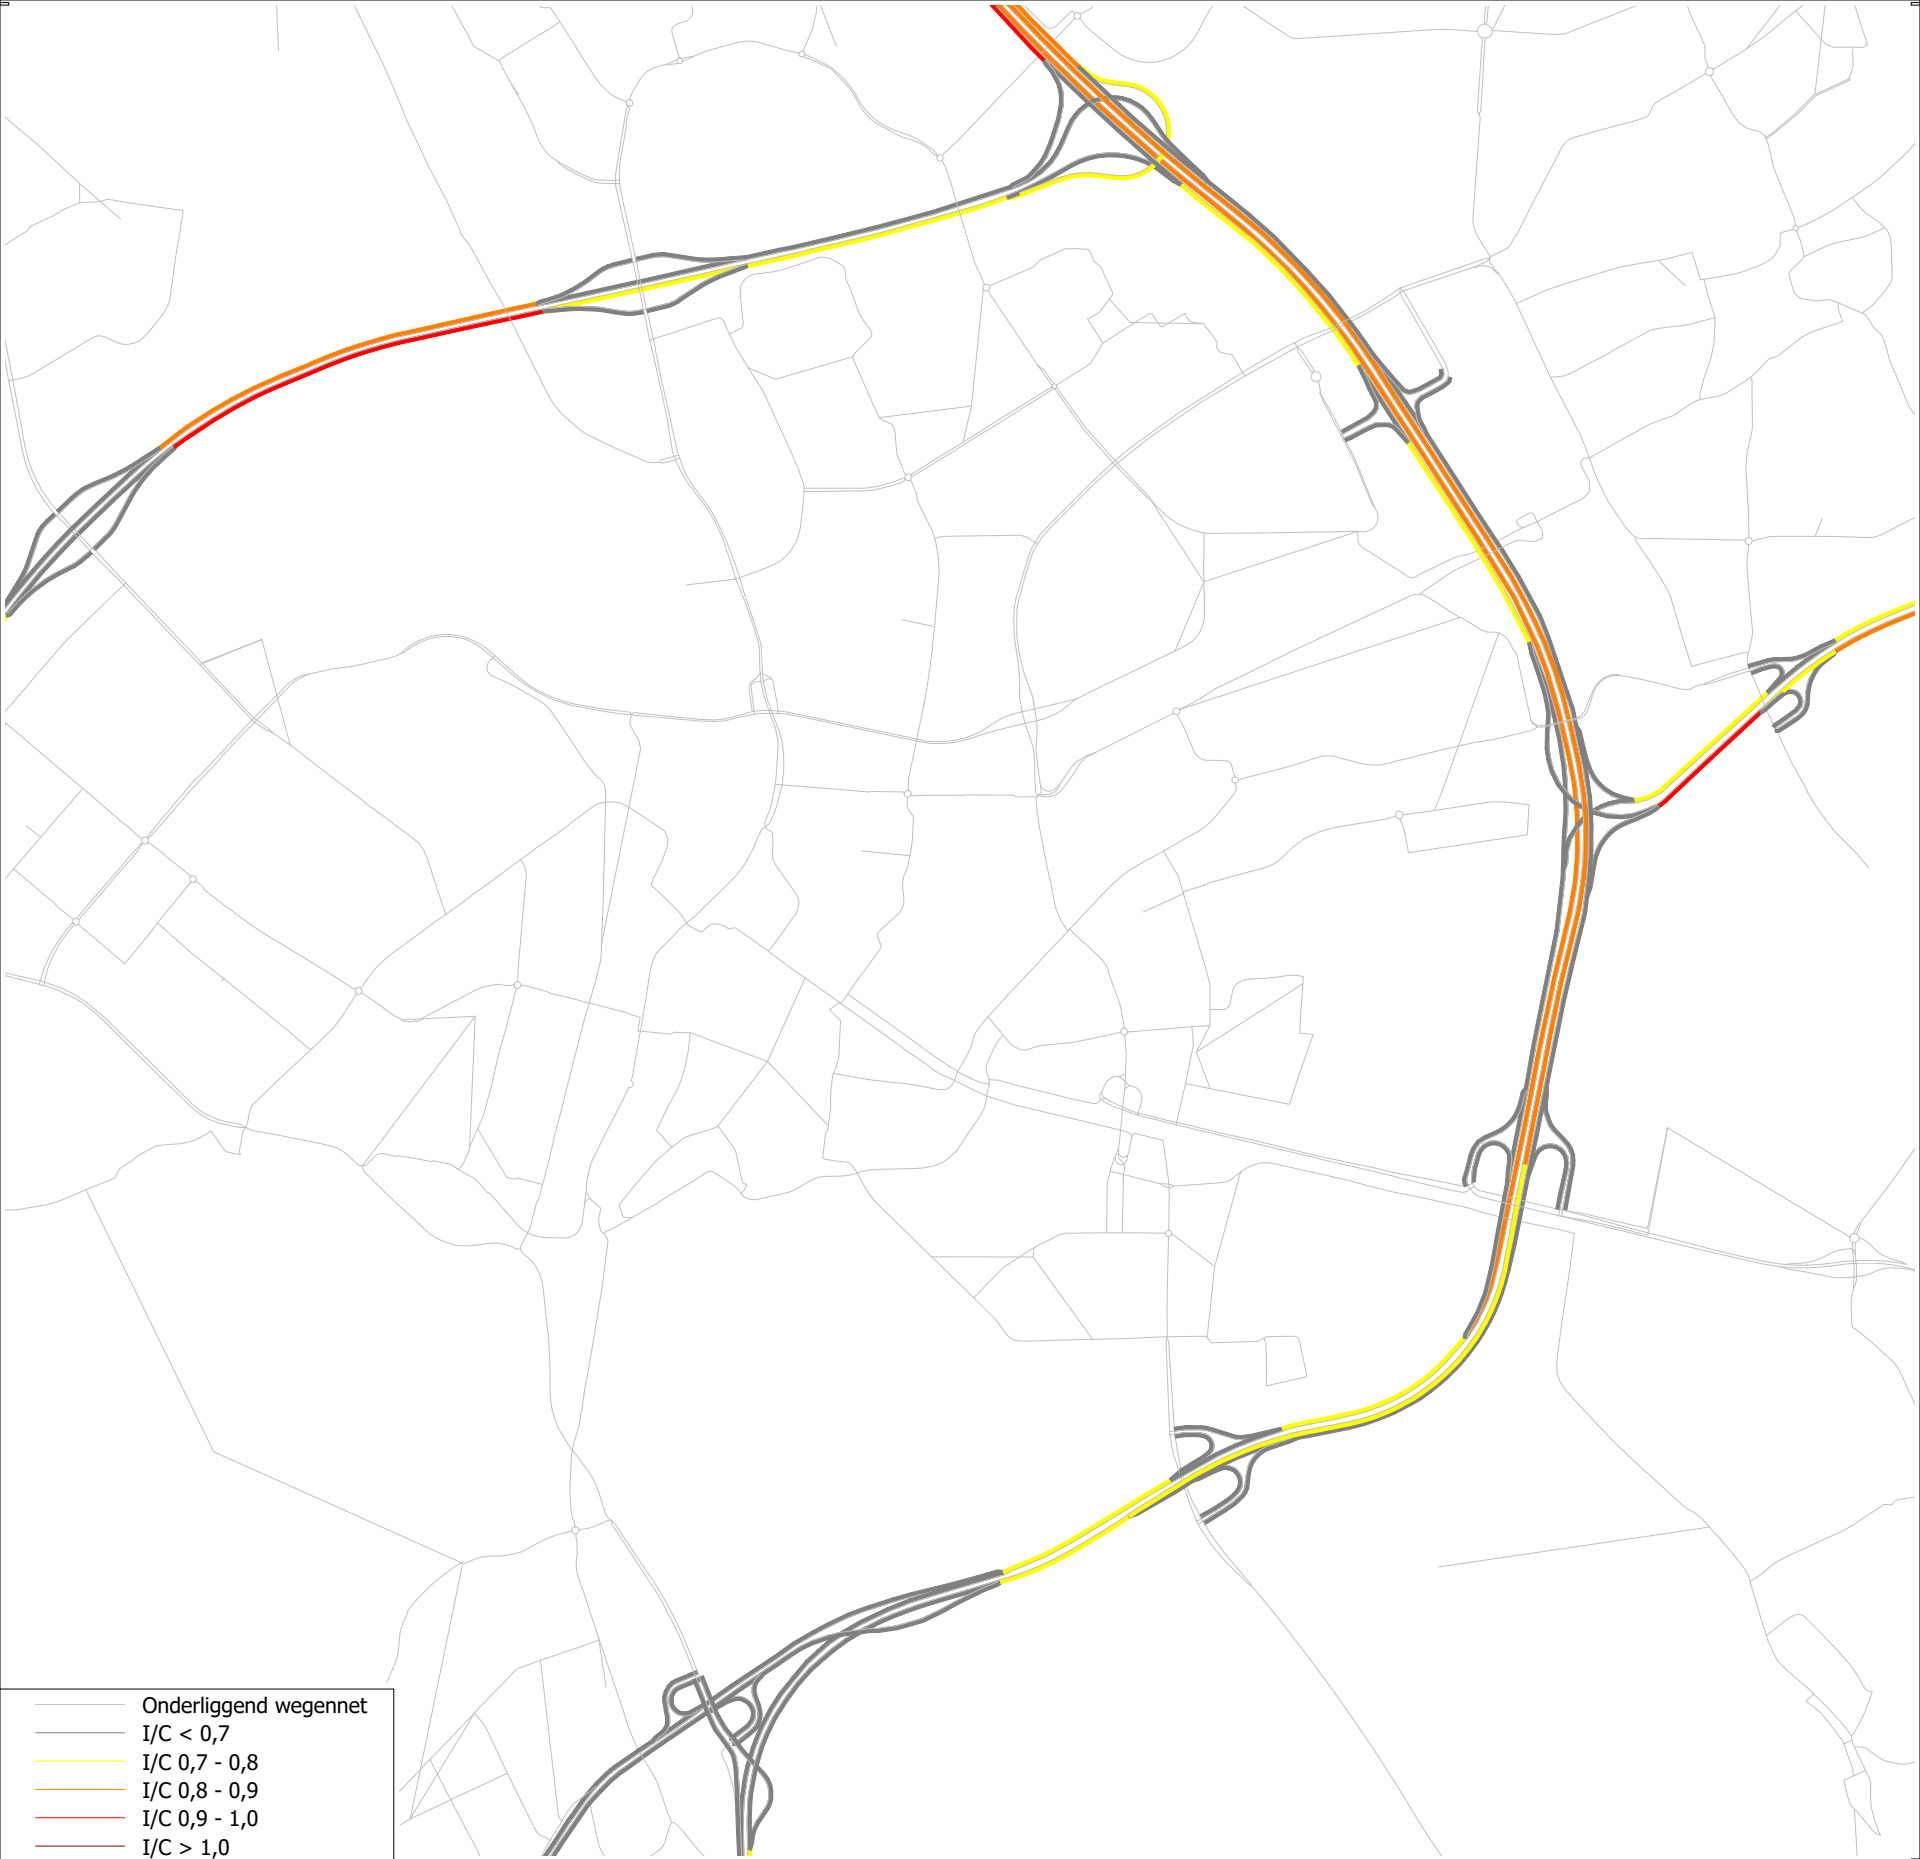 Onderliggend wegennet
I/C < 0,7
I/C 0,7 - 0,8
I/C 0,8 - 0,9
I/C 0,9 - 1,0
I/C > 1,0